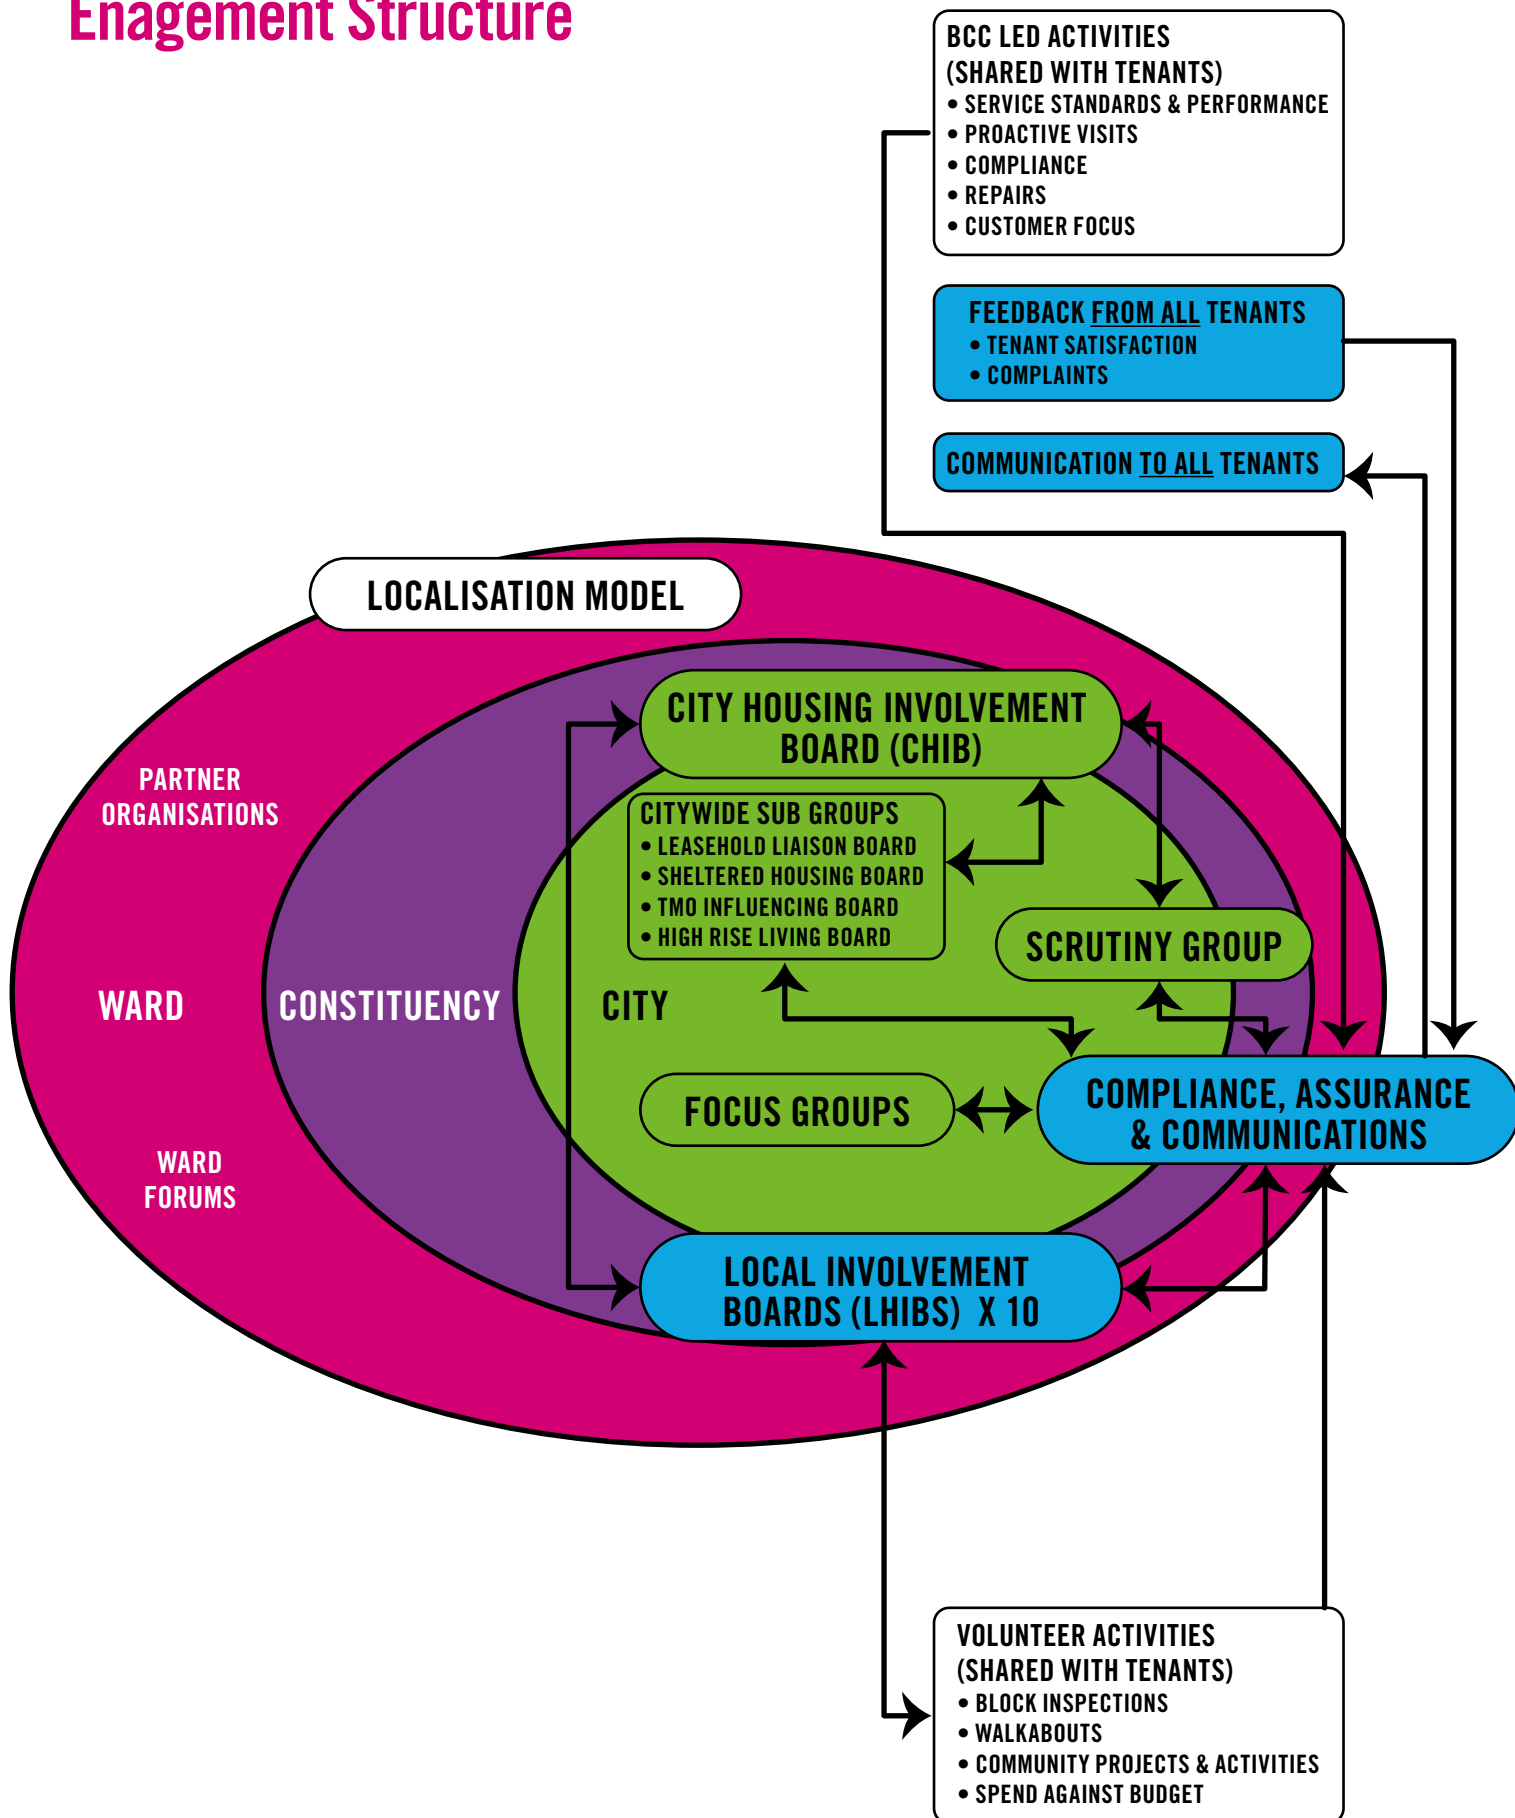 Enagement Structure
BCC LED ACTIVITIES
(SHARED WITH TENANTS)
• SERVICE STANDARDS & PERFORMANCE
• PROACTIVE VISITS
• COMPLIANCE
• REPAIRS
• CUSTOMER FOCUS
FEEDBACK FROM ALL TENANTS
• TENANT SATISFACTION
• COMPLAINTS
COMMUNICATION TO ALL TENANTS
LOCALISATION MODEL
CITY HOUSING INVOLVEMENT
BOARD (CHIB)
PARTNER
ORGANISATIONS
CITYWIDE SUB GROUPS
• LEASEHOLD LIAISON BOARD
• SHELTERED HOUSING BOARD
• TMO INFLUENCING BOARD
• HIGH RISE LIVING BOARD
SCRUTINY GROUP
WARD
CONSTITUENCY
CITY
FOCUS GROUPS
COMPLIANCE, ASSURANCE
& COMMUNICATIONS
WARD
FORUMS
LOCAL INVOLVEMENT
BOARDS (LHIBS) X 10
VOLUNTEER ACTIVITIES
(SHARED WITH TENANTS)
• BLOCK INSPECTIONS
• WALKABOUTS
• COMMUNITY PROJECTS & ACTIVITIES
• SPEND AGAINST BUDGET